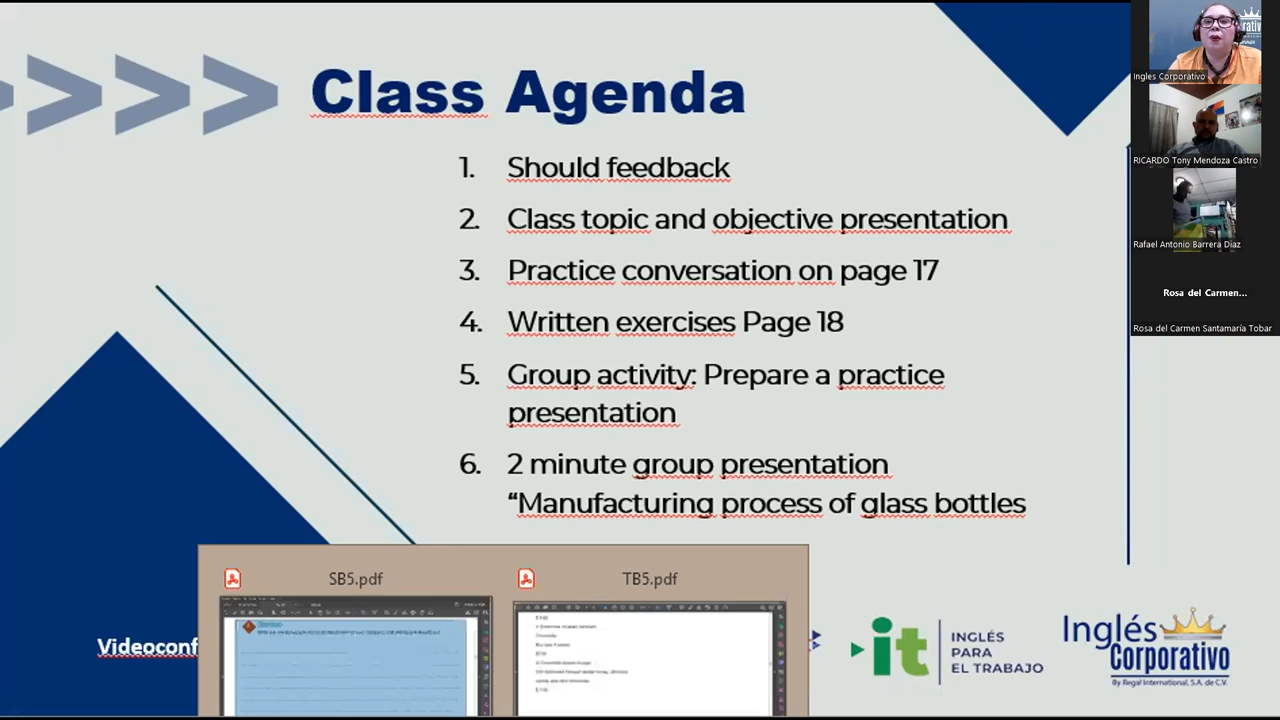 Class Agenda
1. Should feedback
2. Class topic and objective presentation
3. Practice conversation on page 17
4. Written exercises Page 18
5. Group activity: Prepare a practice
presentation
6. 2 minute group presentation
“Manufacturing process of glass bottles
SB5.pdf
TB5.pdf
Videoconf
it
INGLÉS
PARA
EL TRABAJO
Inglés
Corporativo
By Regal International, S.A. de C.V.
Ingles Corporativo
RICARDO Tony Mendoza Castro
Rafael Antonio Barrera Diaz
Rosa del Carmen...
Rosa del Carmen Santamaría Tobar